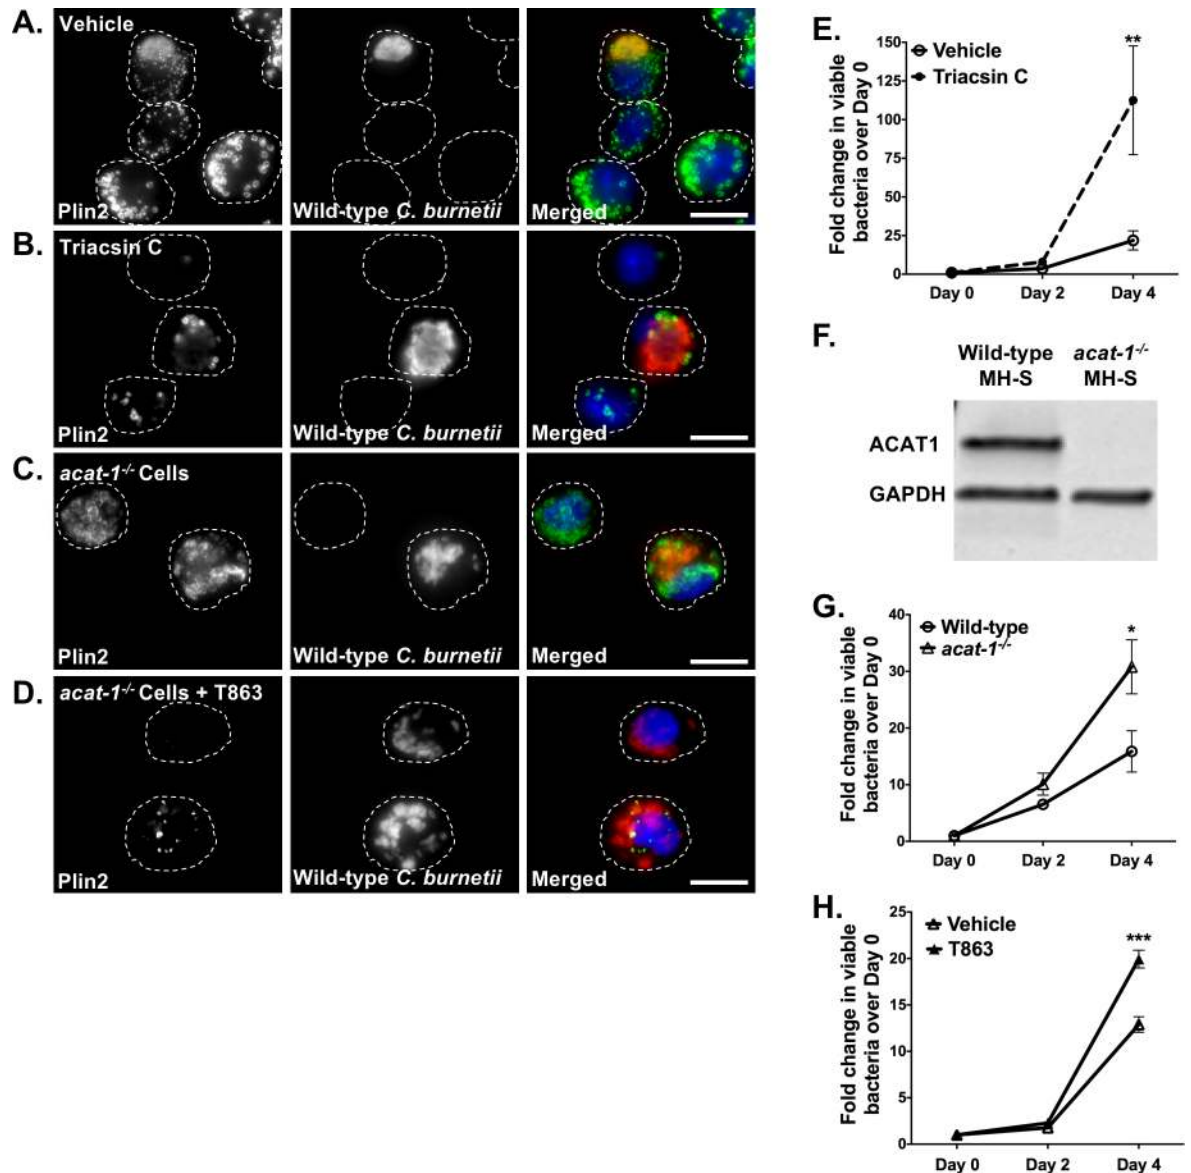 A.
Vehicle
Plin2
Wild-type C. burnetii
Merged
B.
Triacsin C
Plin2
Wild-type C. burnetii
Merged
C.
acat-1-/- Cells
Plin2
Wild-type C. burnetii
Merged
D.
acat-1-/- Cells + T863
Plin2
Wild-type C. burnetii
Merged
E.
Fold change in viable
bacteria over Day 0
150
125
100
75
50
25
0
Vehicle
Triacsin C
**
Day 0 Day 2 Day 4
F.
Wild-type acat-1-/-
MH-S MH-S
ACAT1
GAPDH
G.
Fold change in viable
bacteria over Day 0
40
30
20
10
0
Wild-type
acat-1-/-
*
Day 0 Day 2 Day 4
H.
Fold change in viable
bacteria over Day 0
25
20
15
10
5
0
Vehicle
T863
***
Day 0 Day 2 Day 4